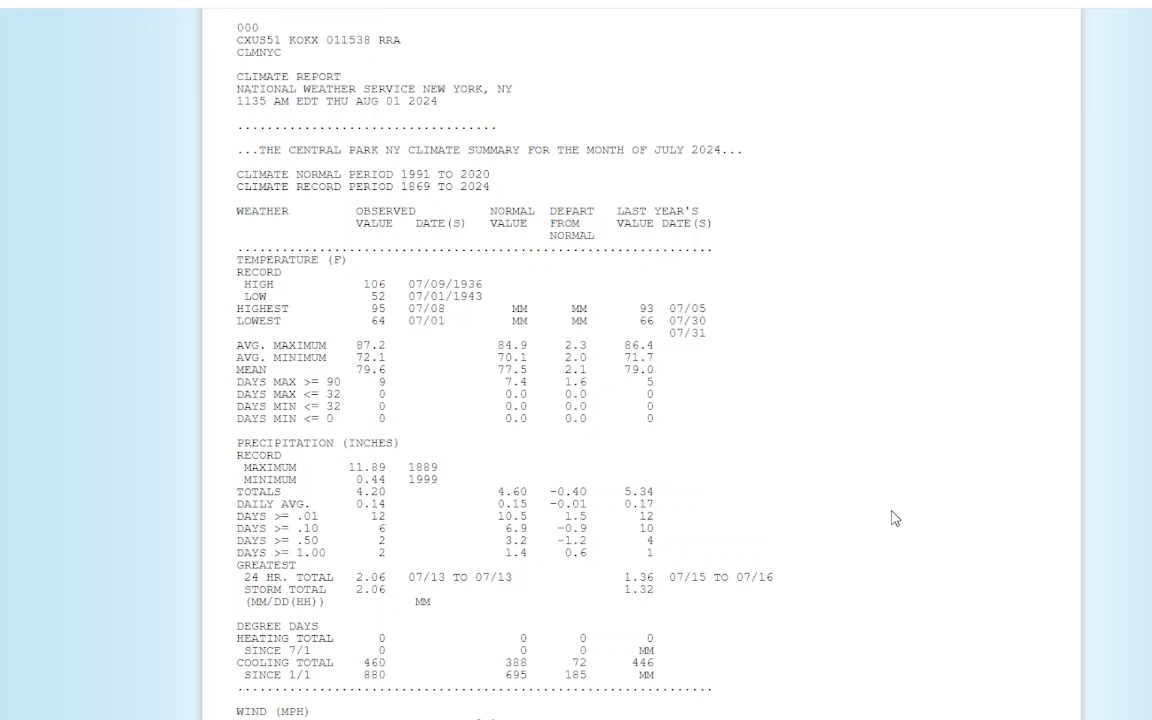 000
CXUS51 KOKX 011538 RRA
CLMNYC
CLIMATE REPORT
NATIONAL WEATHER SERVICE NEW YORK, NY
1135 AM EDT THU AUG 01 2024
...................................
...THE CENTRAL PARK NY CLIMATE SUMMARY FOR THE MONTH OF JULY 2024...
CLIMATE NORMAL PERIOD 1991 TO 2020
CLIMATE RECORD PERIOD 1869 TO 2024
WEATHER OBSERVED NORMAL DEPART LAST YEAR'S
VALUE DATE(S) VALUE FROM VALUE DATE(S)
NORMAL
................................................................
TEMPERATURE (F)
RECORD
HIGH 106 07/09/1936
LOW 52 07/01/1943
HIGHEST 95 07/08 MM MM 93 07/05
LOWEST 64 07/01 MM MM 66 07/30
07/31
AVG. MAXIMUM 87.2 84.9 2.3 86.4
AVG. MINIMUM 72.1 70.1 2.0 71.7
MEAN 79.6 77.5 2.1 79.0
DAYS MAX >= 90 9 7.4 1.6 5
DAYS MAX <= 32 0 0.0 0.0 0
DAYS MIN <= 32 0 0.0 0.0 0
DAYS MIN <= 0 0 0.0 0.0 0
PRECIPITATION (INCHES)
RECORD
MAXIMUM 11.89 1889
MINIMUM 0.44 1999
TOTALS 4.20 4.60 -0.40 5.34
DAILY AVG. 0.14 0.15 -0.01 0.17
DAYS >= .01 12 10.5 1.5 12
DAYS >= .10 6 6.9 -0.9 10
DAYS >= .50 2 3.2 -1.2 4
DAYS >= 1.00 2 1.4 0.6 1
GREATEST
24 HR. TOTAL 2.06 07/13 TO 07/13 1.36 07/15 TO 07/16
STORM TOTAL 2.06 1.32
(MM/DD(HH)) MM
DEGREE DAYS
HEATING TOTAL 0 0 0 0
SINCE 7/1 0 0 0 MM
COOLING TOTAL 460 388 72 446
SINCE 1/1 880 695 185 MM
................................................................
WIND (MPH)